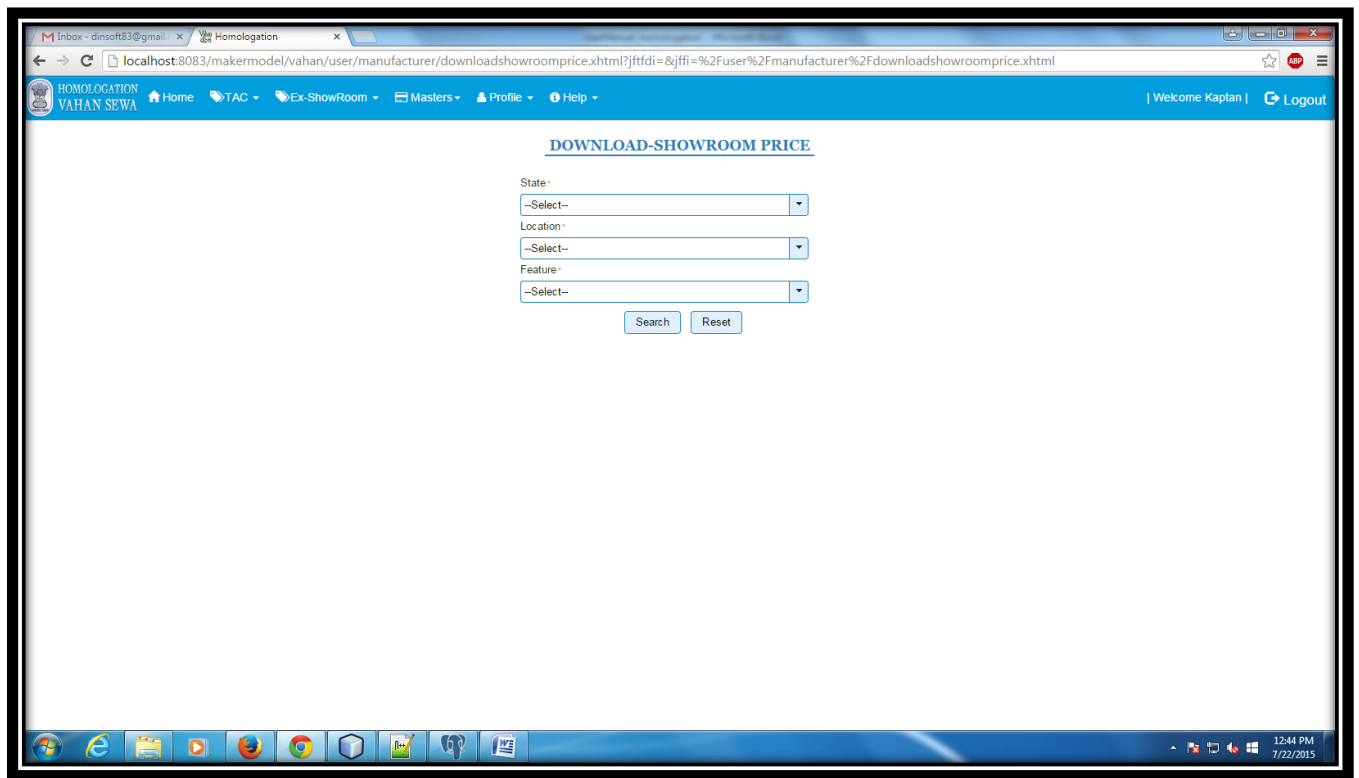 Inbox - dinsoft83@gmail.
Homologation
localhost:8083/makermodel/vahan/user/manufacturer/downloadshowroomprice.xhtml?jftfdi=&jffi=%2Fuser%2Fmanufacturer%2Fdownloadshowroomprice.xhtml
ABP
HOMOLOGATION
VAHAN SEWA
Home TAC Ex-ShowRoom Masters Profile Help | Welcome Kaptan | Logout
DOWNLOAD-SHOWROOM PRICE
State*
--Select--
Location*
--Select--
Feature*
--Select--
Search Reset
12:44 PM
7/22/2015